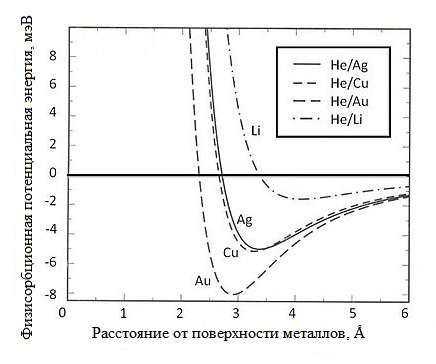 Физисорбционная потенциальная энергия, мэВ
8
6
4
2
0
-2
-4
-6
-8
He/Ag
He/Cu
He/Au
He/Li
Li
Ag
Cu
Au
0 1 2 3 4 5 6
Расстояние от поверхности металлов, Å